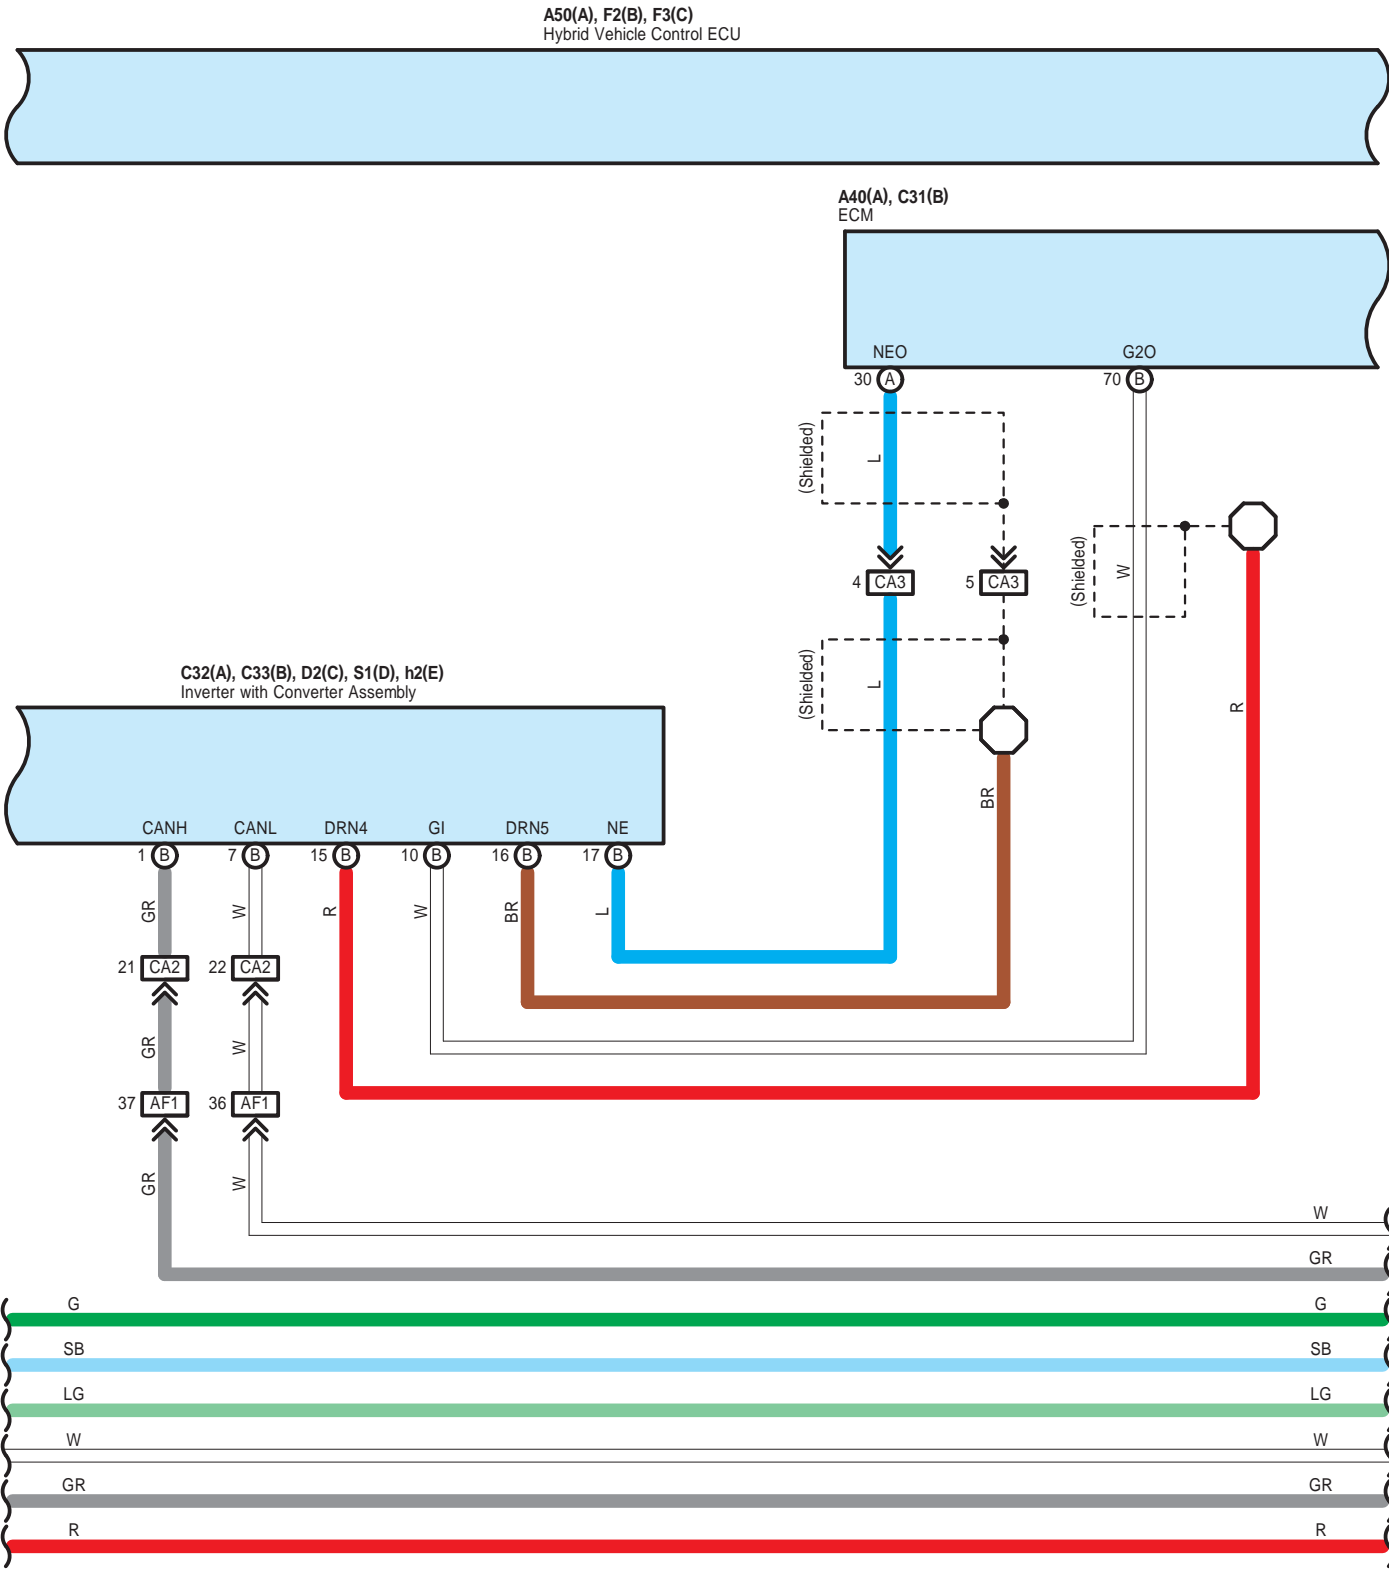 A50(A), F2(B), F3(C)
Hybrid Vehicle Control ECU
A40(A), C31(B)
ECM
NEO
G2O
30 A
70 B
(Shielded)
L
4 CA3
5 CA3
(Shielded)
W
(Shielded)
L
R
BR
C32(A), C33(B), D2(C), S1(D), h2(E)
Inverter with Converter Assembly
CANH
CANL
DRN4
GI
DRN5
NE
1 B
7 B
15 B
10 B
16 B
17 B
GR
W
R
W
BR
L
21 CA2
22 CA2
GR
W
37 AF1
36 AF1
GR
W
W
GR
G
G
SB
SB
LG
LG
W
W
GR
GR
R
R